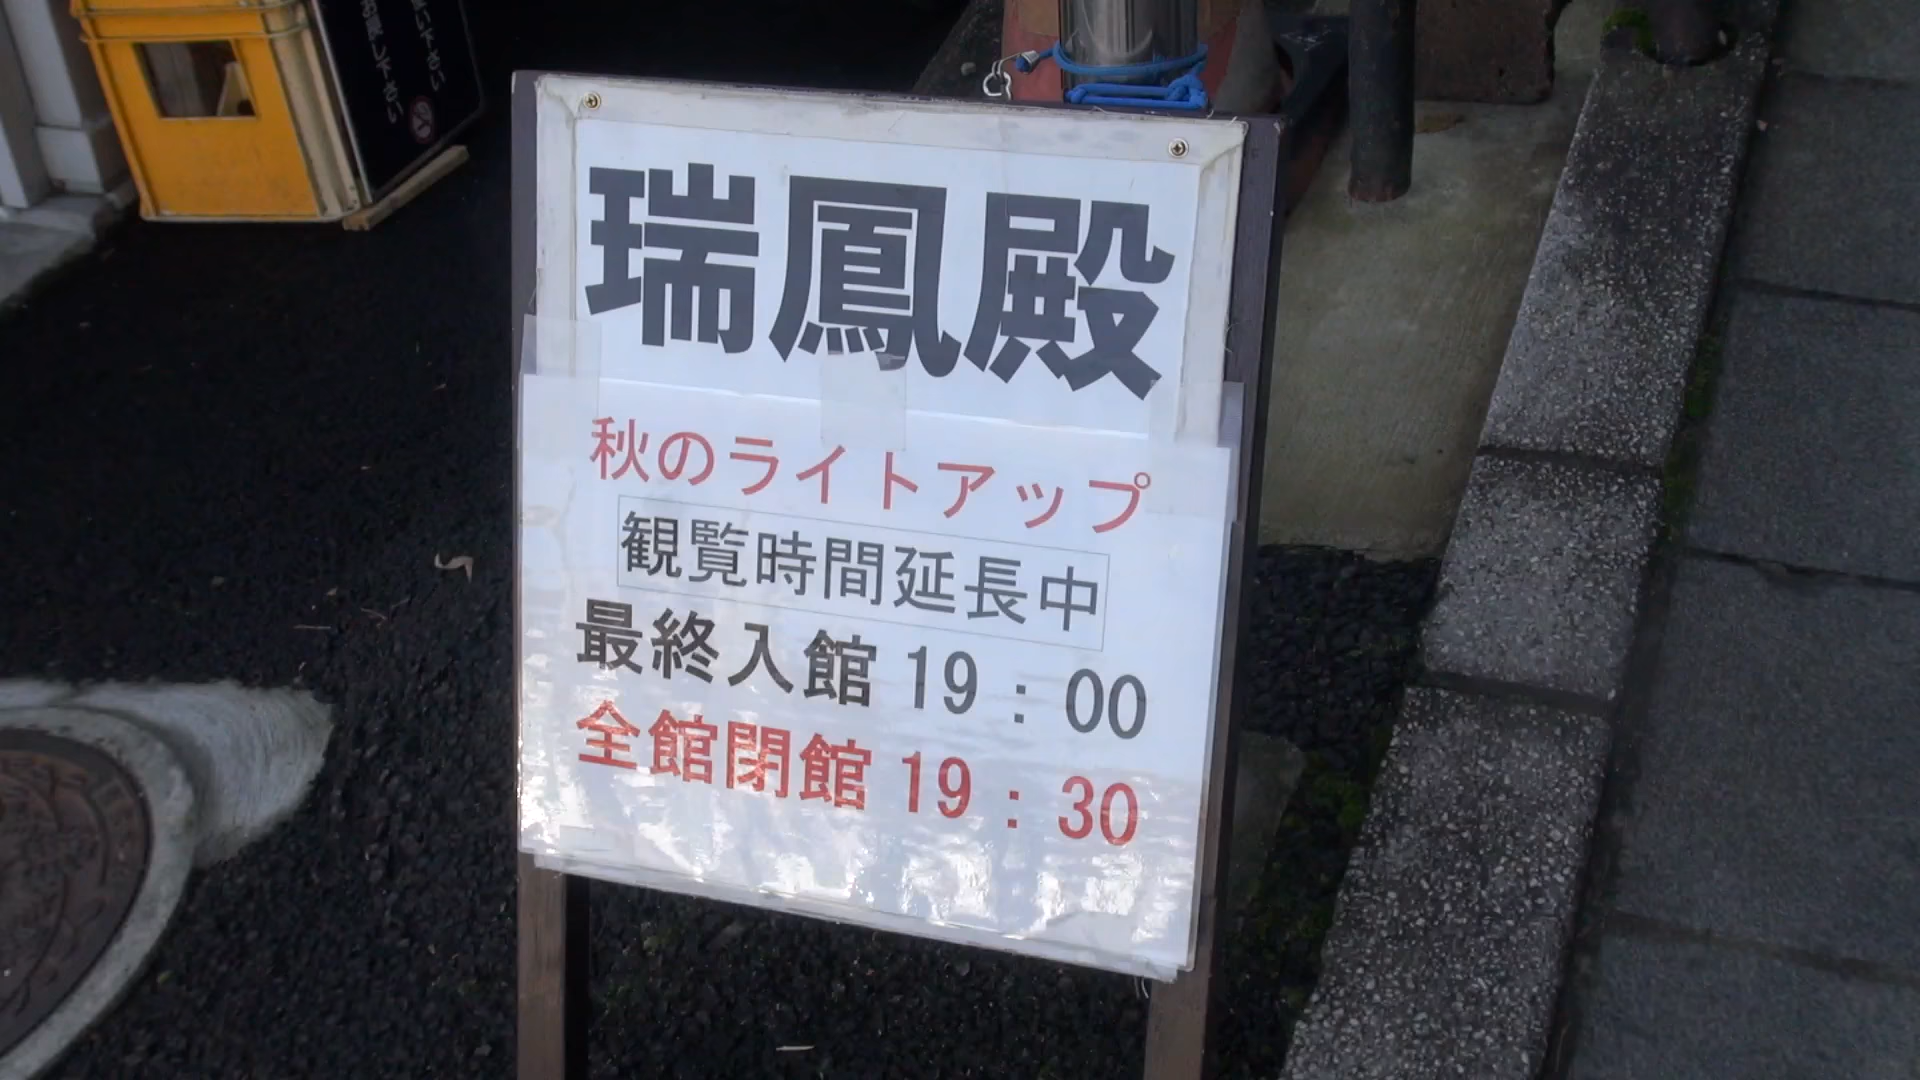 瑞鳳殿
秋のライトアップ
観覧時間延長中
最終入館 19:00
全館閉館 19:30